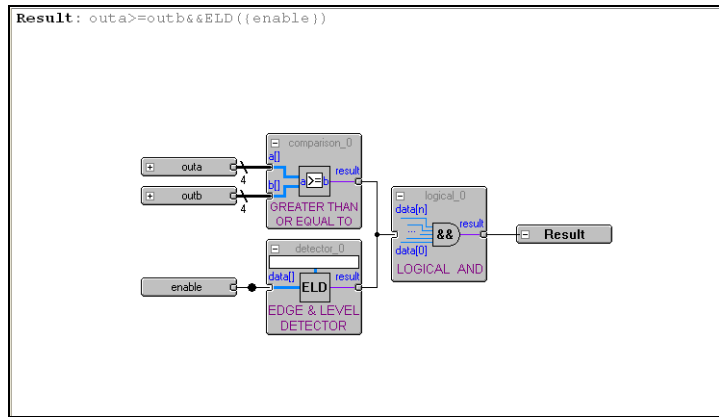 Result: outa>=outb&&ELD({enable})
comparison_0
outa
4
outb
4
a[]
b[]
a>=b
result
GREATER THAN
OR EQUAL TO
logical_0
data[n]
...
data[0]
&&
result
LOGICAL AND
Result
detector_0
enable
data[]
ELD
result
EDGE & LEVEL
DETECTOR